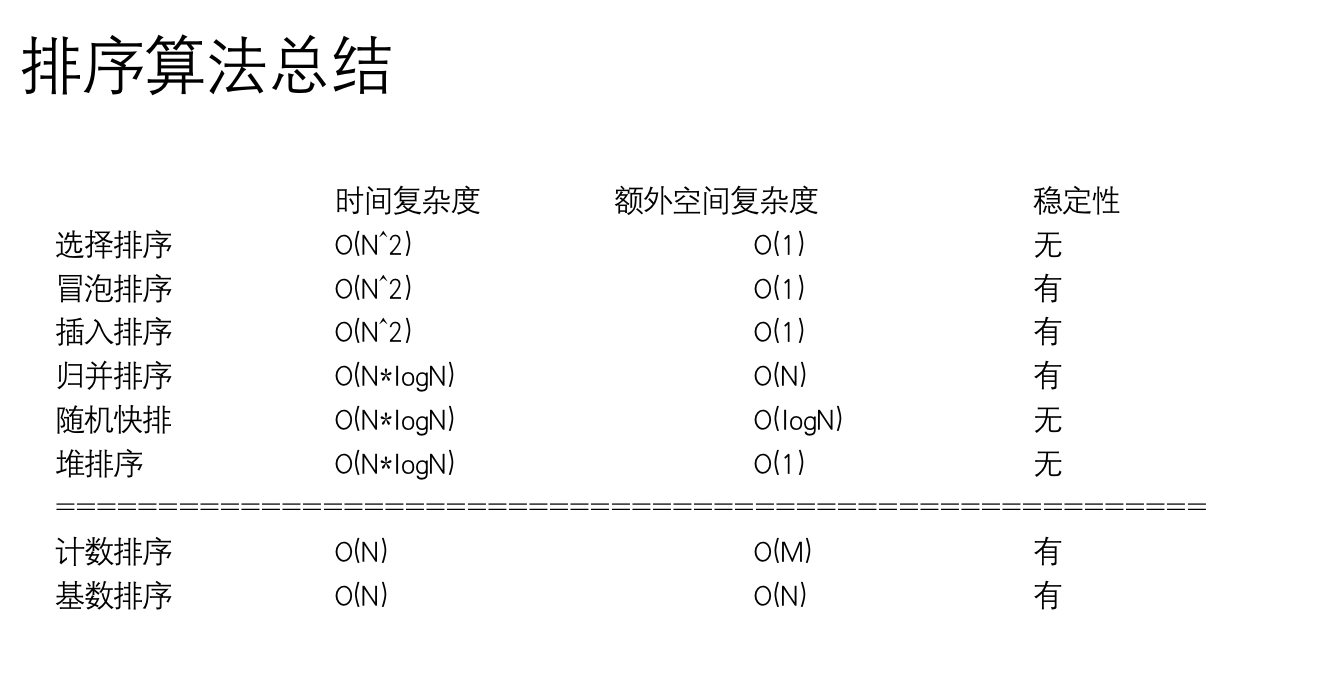 排序算法总结
时间复杂度 额外空间复杂度 稳定性
选择排序 O(N^2) O(1) 无
冒泡排序 O(N^2) O(1) 有
插入排序 O(N^2) O(1) 有
归并排序 O(N*logN) O(N) 有
随机快排 O(N*logN) O(logN) 无
堆排序 O(N*logN) O(1) 无
========================================================
计数排序 O(N) O(M) 有
基数排序 O(N) O(N) 有